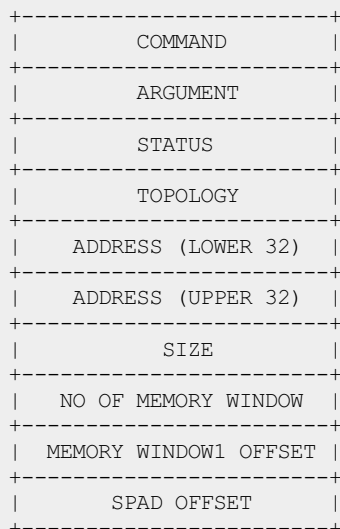 +------------------------+
| COMMAND |
+------------------------+
| ARGUMENT |
+------------------------+
| STATUS |
+------------------------+
| TOPOLOGY |
+------------------------+
| ADDRESS (LOWER 32) |
+------------------------+
| ADDRESS (UPPER 32) |
+------------------------+
| SIZE |
+------------------------+
| NO OF MEMORY WINDOW |
+------------------------+
| MEMORY WINDOW1 OFFSET |
+------------------------+
| SPAD OFFSET |
+------------------------+